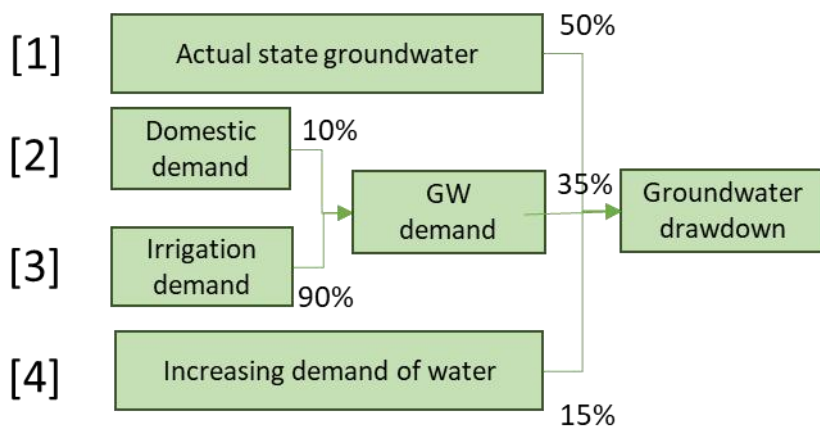 [1]
Actual state groundwater
50%
[2]
Domestic
demand
10%
GW
demand
35%
Groundwater
drawdown
[3]
Irrigation
demand
90%
[4]
Increasing demand of water
15%